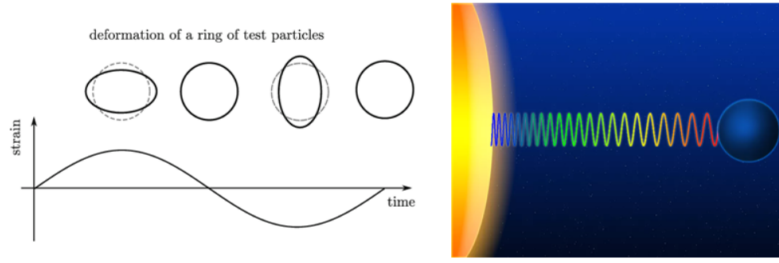 deformation of a ring of test particles
strain
time